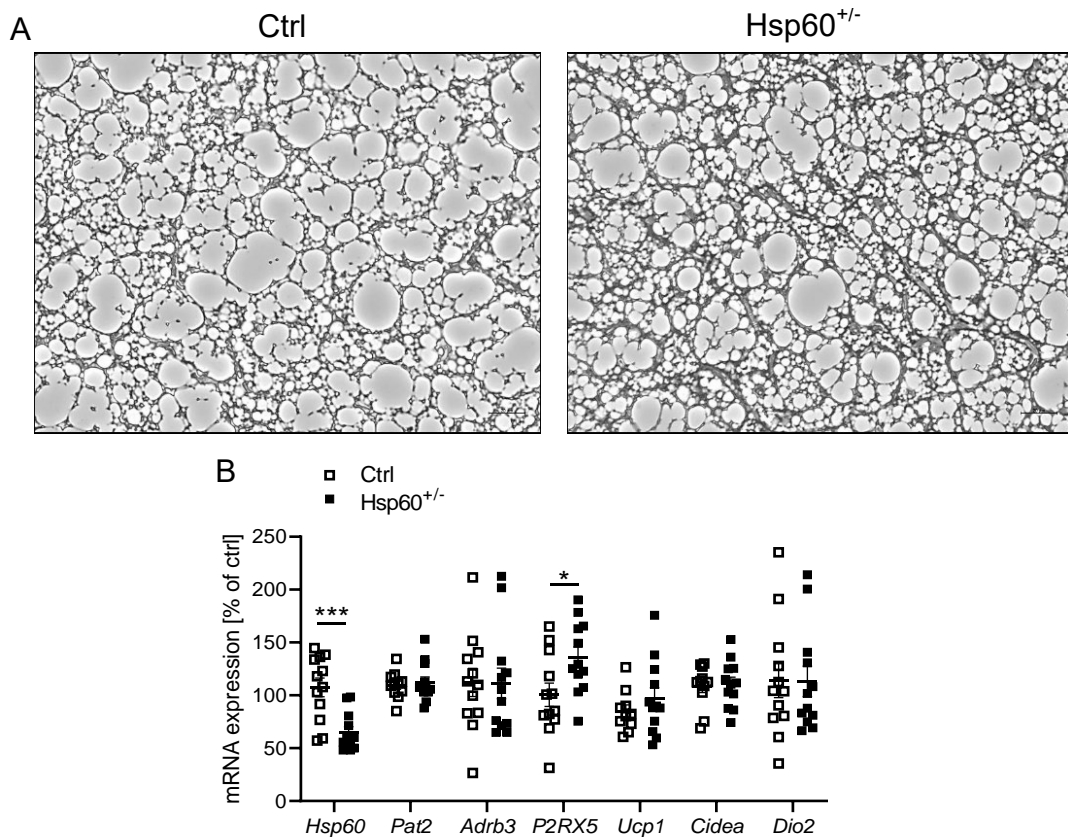 A
Ctrl
Hsp60+/-
B
Ctrl
Hsp60+/-
mRNA expression [% of ctrl]
250
200
150
100
50
0
***
*
Hsp60 Pat2 Adrb3 P2RX5 Ucp1 Cidea Dio2